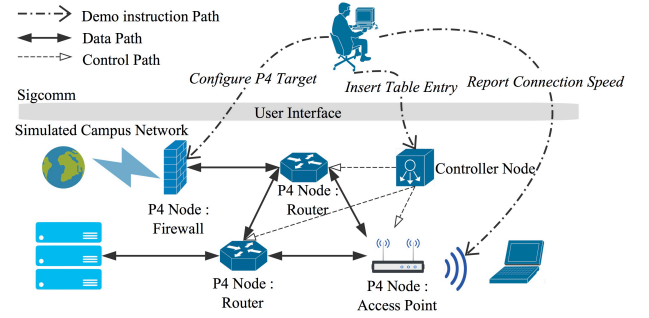 Demo instruction Path
Data Path
Control Path
Configure P4 Target
Insert Table Entry
Report Connection Speed
Sigcomm
User Interface
Simulated Campus Network
Controller Node
P4 Node :
Firewall
P4 Node :
Router
P4 Node :
Router
P4 Node :
Access Point